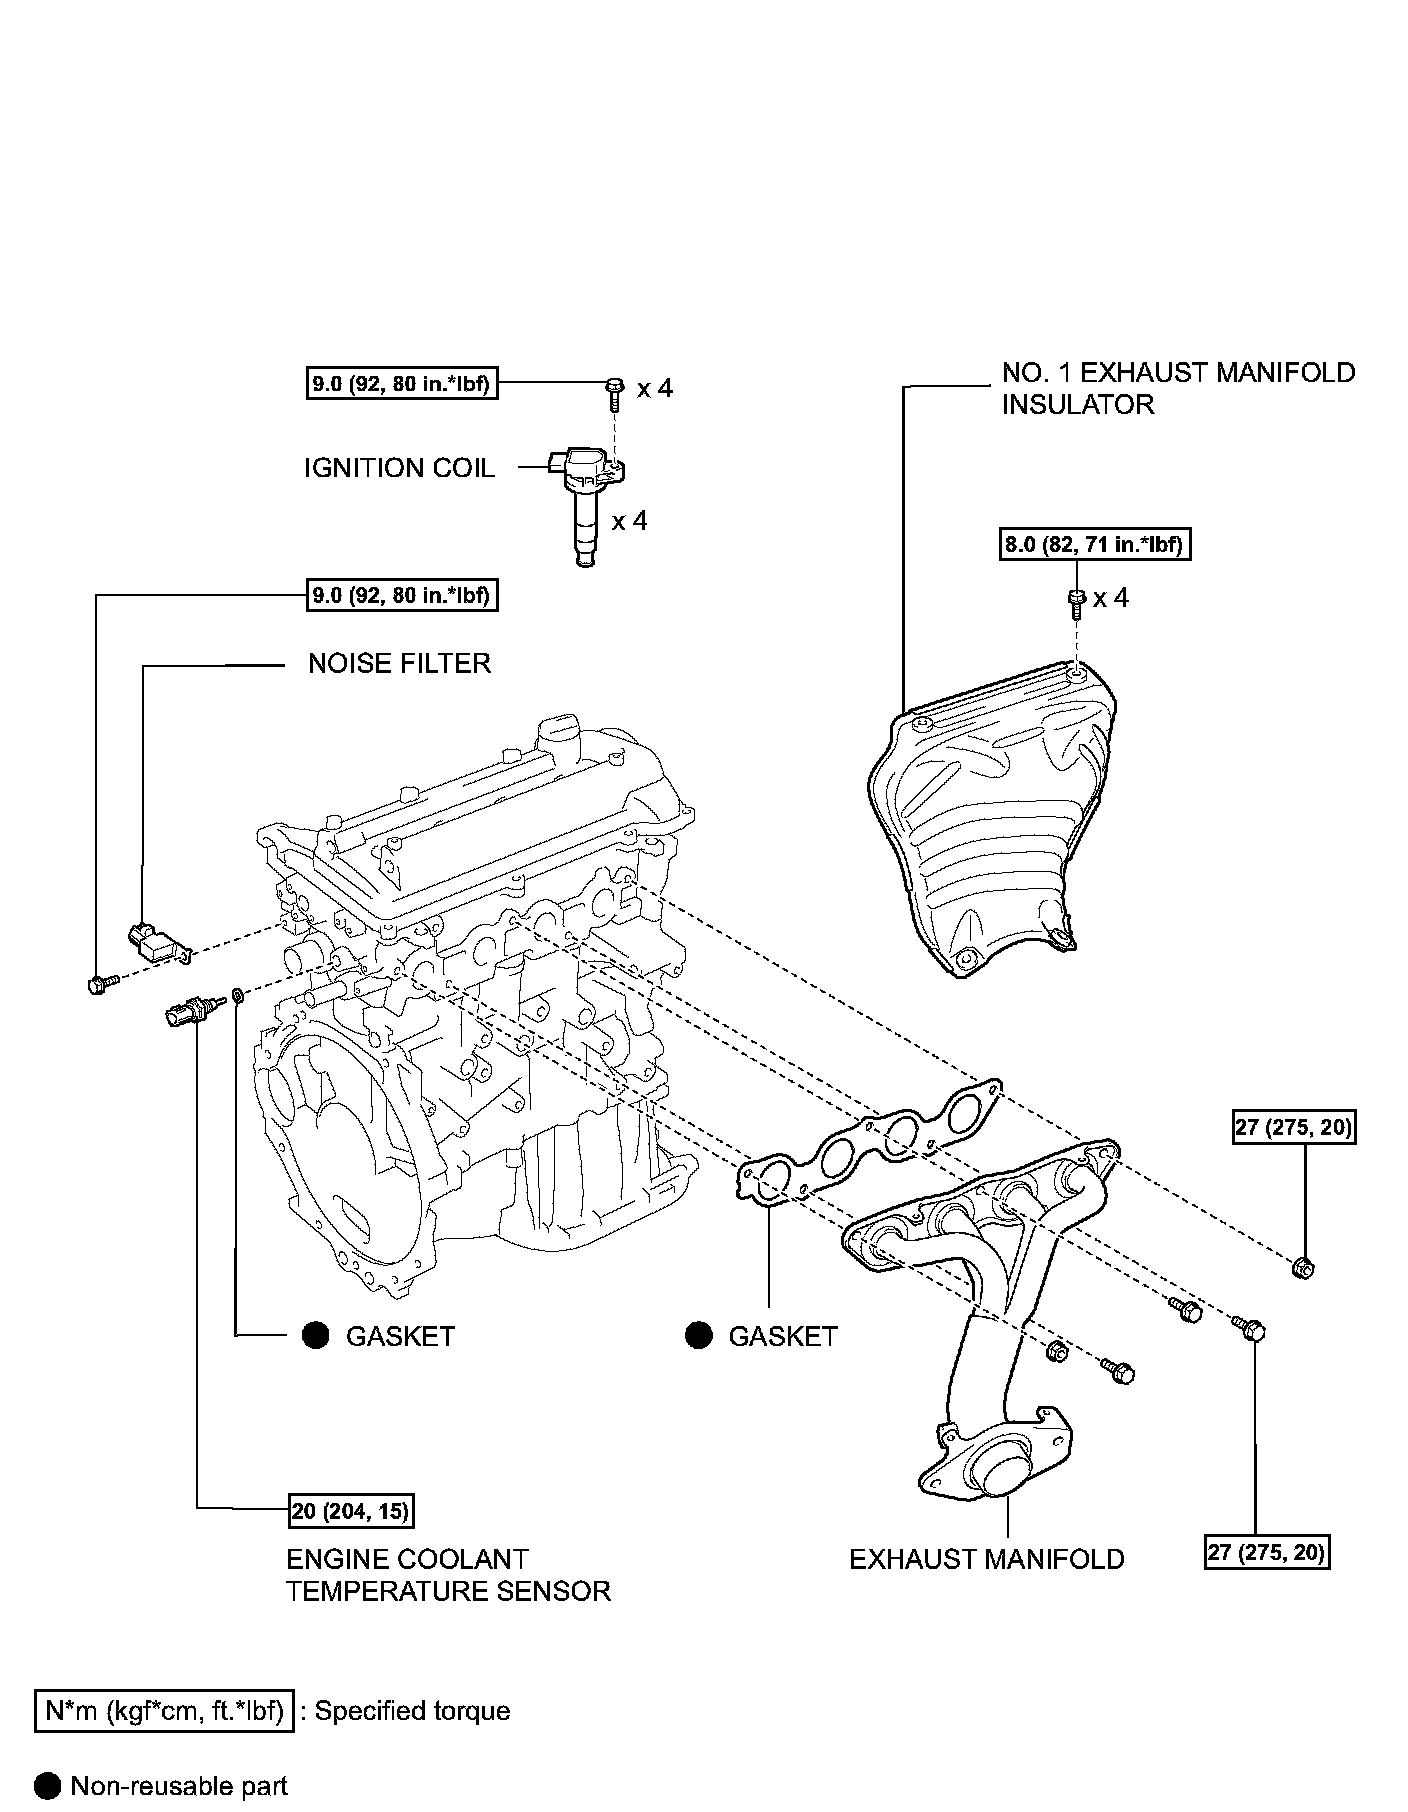 9.0 (92, 80 in.*lbf)
x 4
IGNITION COIL
x 4
9.0 (92, 80 in.*lbf)
NOISE FILTER
NO. 1 EXHAUST MANIFOLD
INSULATOR
8.0 (82, 71 in.*lbf)
x 4
27 (275, 20)
● GASKET
● GASKET
20 (204, 15)
ENGINE COOLANT
TEMPERATURE SENSOR
EXHAUST MANIFOLD
27 (275, 20)
N*m (kgf*cm, ft.*lbf) : Specified torque
● Non-reusable part